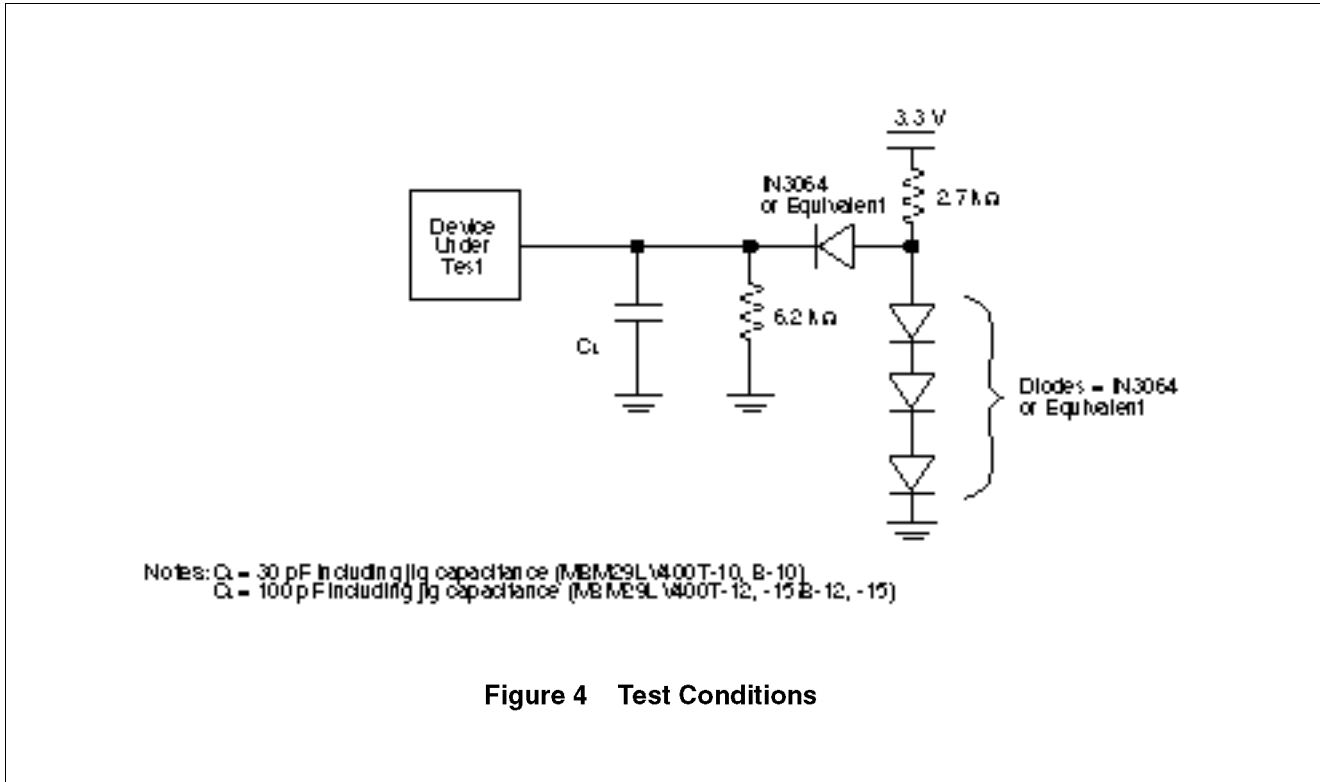 3.3 V
IN3064
or Equivalent
2.7 kΩ
Device
Under
Test
6.2 kΩ
CL
Diodes = IN3064
or Equivalent
Notes: CL = 30 pF including jig capacitance (MBM29LV400T-10, B-10)
CL = 100 pF including jig capacitance (MBM29LV400T-12, -15/B-12, -15)
Figure 4 Test Conditions